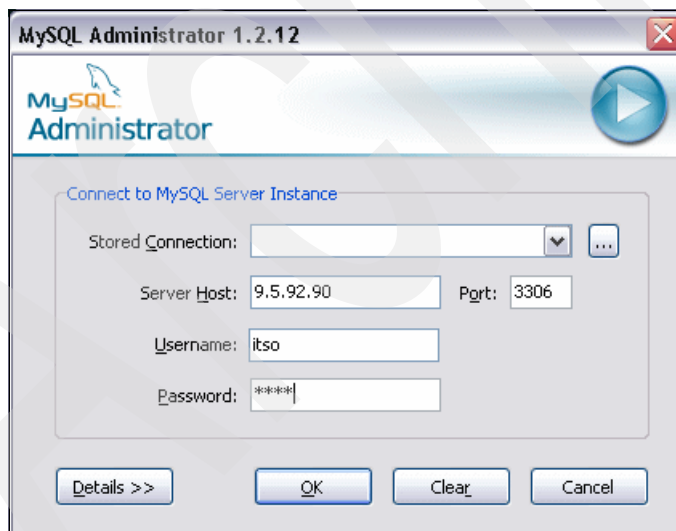 MySQL Administrator 1.2.12
MySQL
Administrator
Connect to MySQL Server Instance
Stored Connection:
...
Server Host: 9.5.92.90 Port: 3306
Username: itso
Password: ****
Details >> OK Clear Cancel